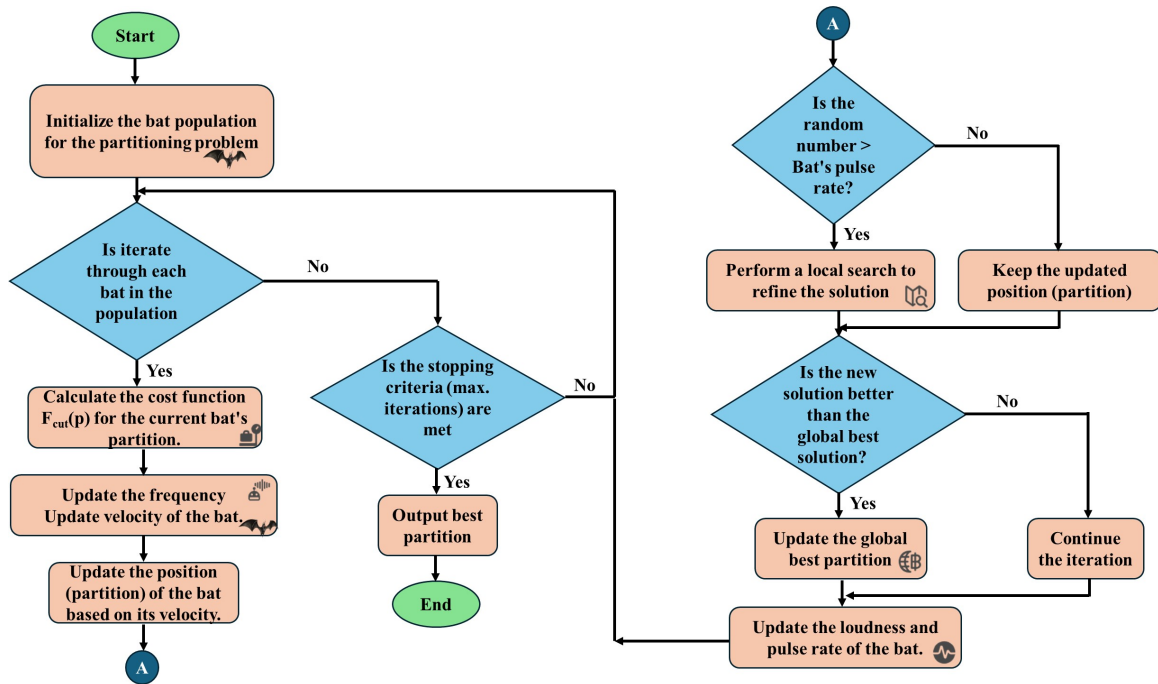 Start
Initialize the bat population
for the partitioning problem
Is iterate
through each
bat in the
population
No
Yes
Calculate the cost function
F_cut(p) for the current bat's
partition.
Update the frequency
Update velocity of the bat.
Update the position
(partition) of the bat
based on its velocity.
A
Is the stopping
criteria (max.
iterations) are
met
No
Yes
Output best
partition
End
A
Is the
random
number >
Bat's pulse
rate?
No
Yes
Perform a local search to
refine the solution
Keep the updated
position (partition)
Is the new
solution better
than the
global best
solution?
No
Yes
Update the global
best partition
Continue
the iteration
Update the loudness and
pulse rate of the bat.